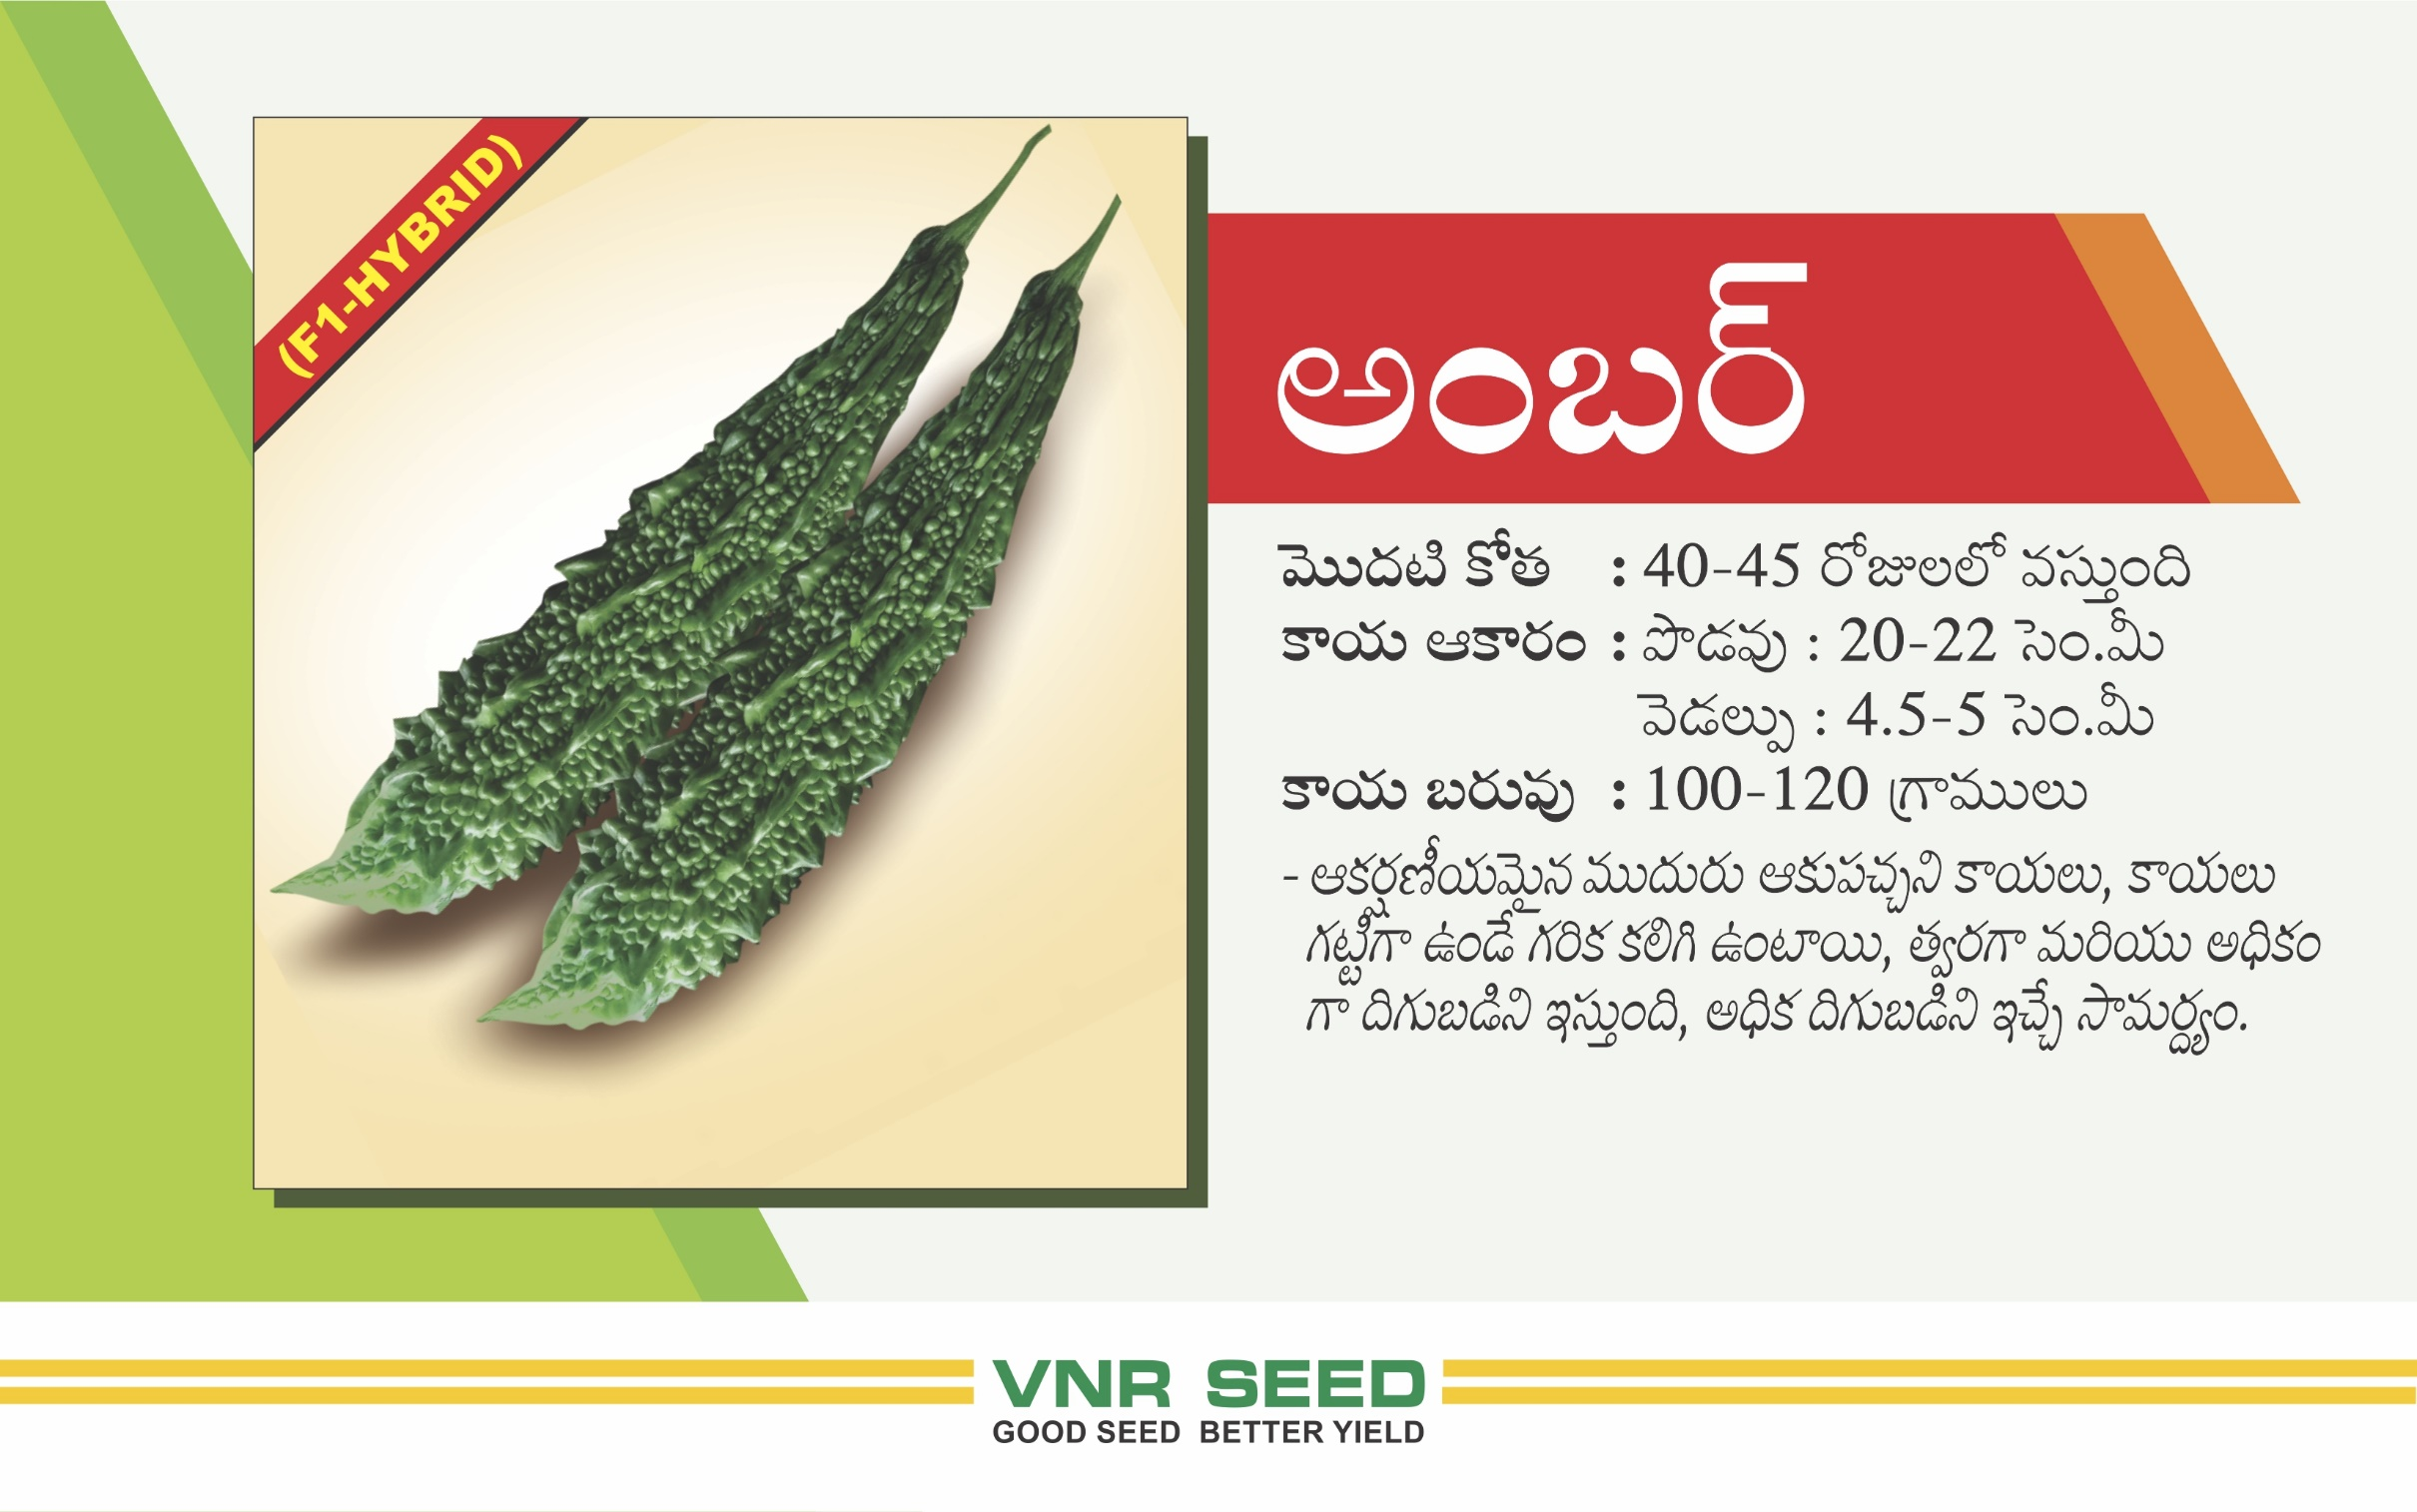 (F1-HYBRID)
అంబర్
మొదటి కోత : 40-45 రోజులలో వస్తుంది
కాయ ఆకారం : పొడవు : 20-22 సెం.మీ
వెడల్పు : 4.5-5 సెం.మీ
కాయ బరువు : 100-120 గ్రాములు
- ఆకర్షణీయమైన ముదురు ఆకుపచ్చని కాయలు, కాయలు
గట్టిగా ఉండే గరిక కలిగి ఉంటాయి, త్వరగా మరియు అధికం
గా దిగుబడిని ఇస్తుంది, అధిక దిగుబడిని ఇచ్చే సామర్ధ్యం.
VNR SEED
GOOD SEED BETTER YIELD